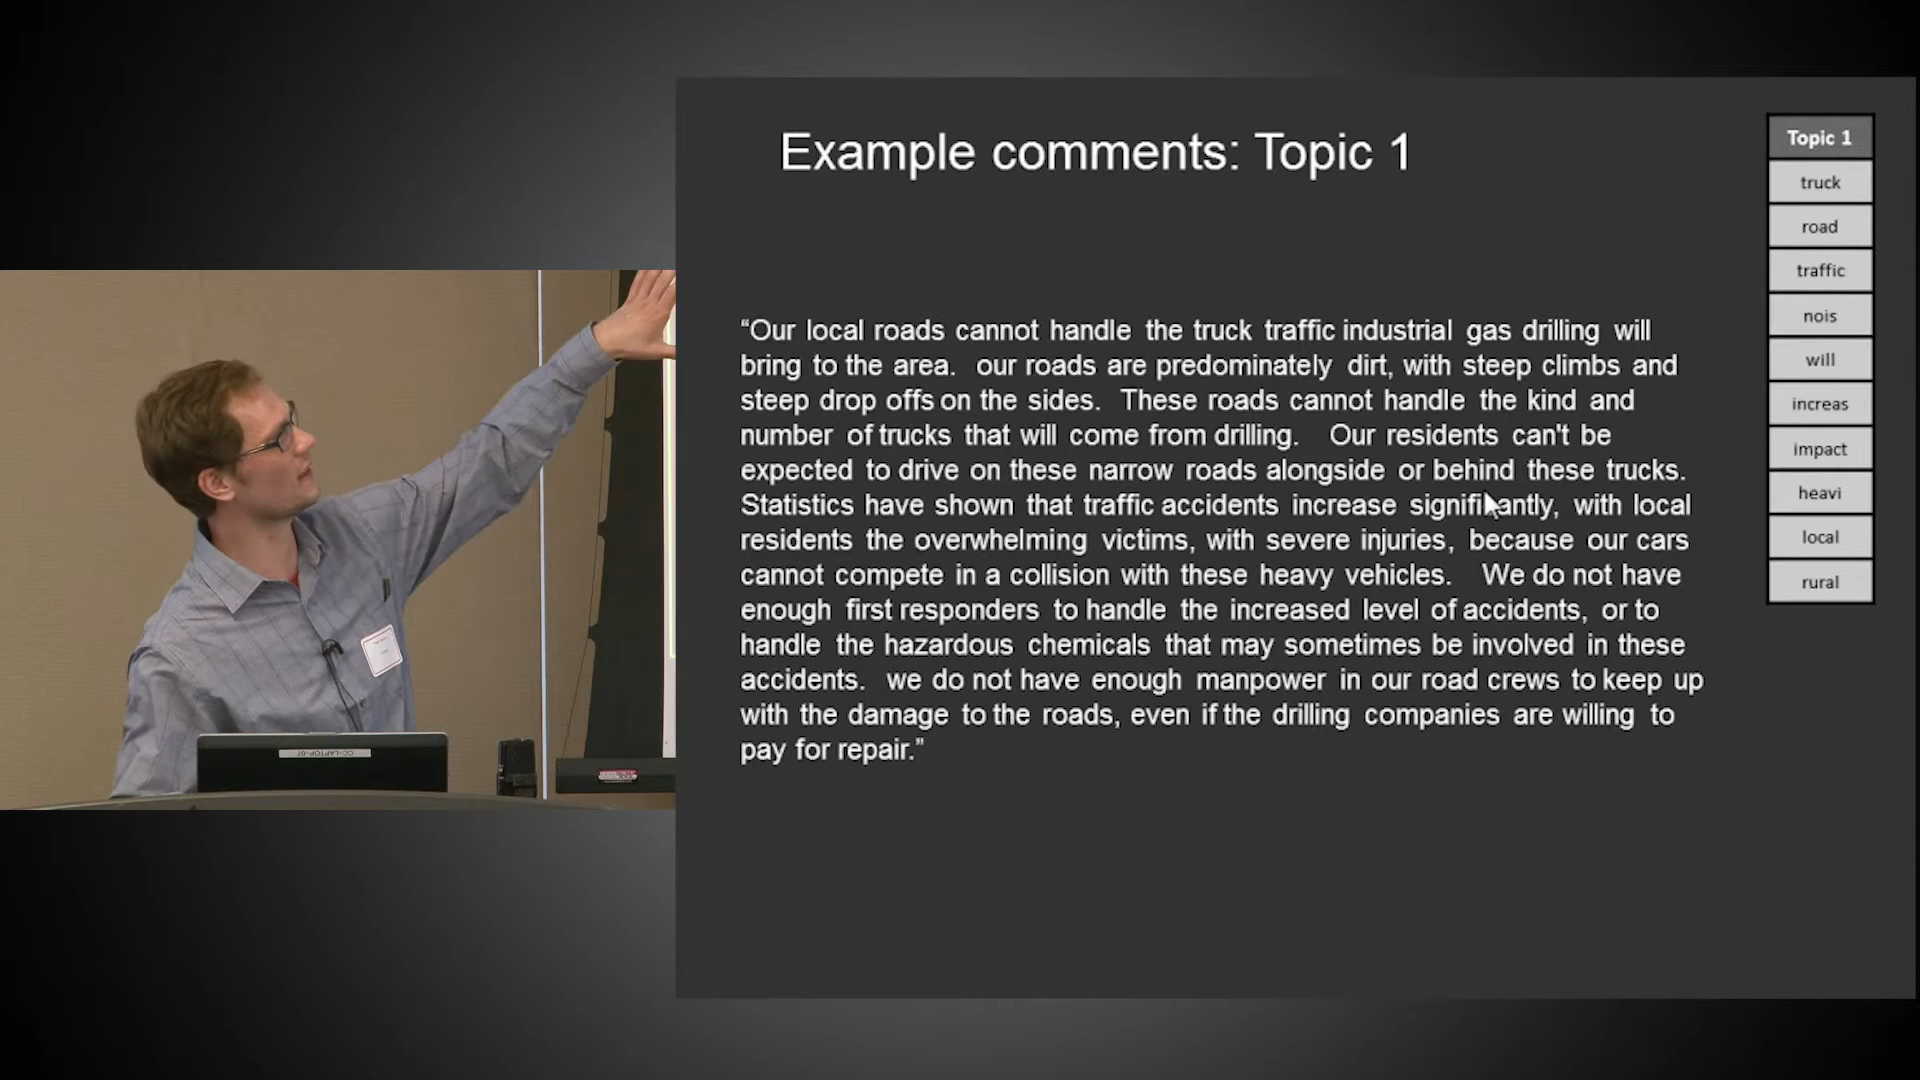 Example comments: Topic 1
“Our local roads cannot handle the truck traffic industrial gas drilling will
bring to the area. our roads are predominately dirt, with steep climbs and
steep drop offs on the sides. These roads cannot handle the kind and
number of trucks that will come from drilling. Our residents can't be
expected to drive on these narrow roads alongside or behind these trucks.
Statistics have shown that traffic accidents increase significantly, with local
residents the overwhelming victims, with severe injuries, because our cars
cannot compete in a collision with these heavy vehicles. We do not have
enough first responders to handle the increased level of accidents, or to
handle the hazardous chemicals that may sometimes be involved in these
accidents. we do not have enough manpower in our road crews to keep up
with the damage to the roads, even if the drilling companies are willing to
pay for repair.”
Topic 1
truck
road
traffic
nois
will
increas
impact
heavi
local
rural
CC-LAPTOP-07